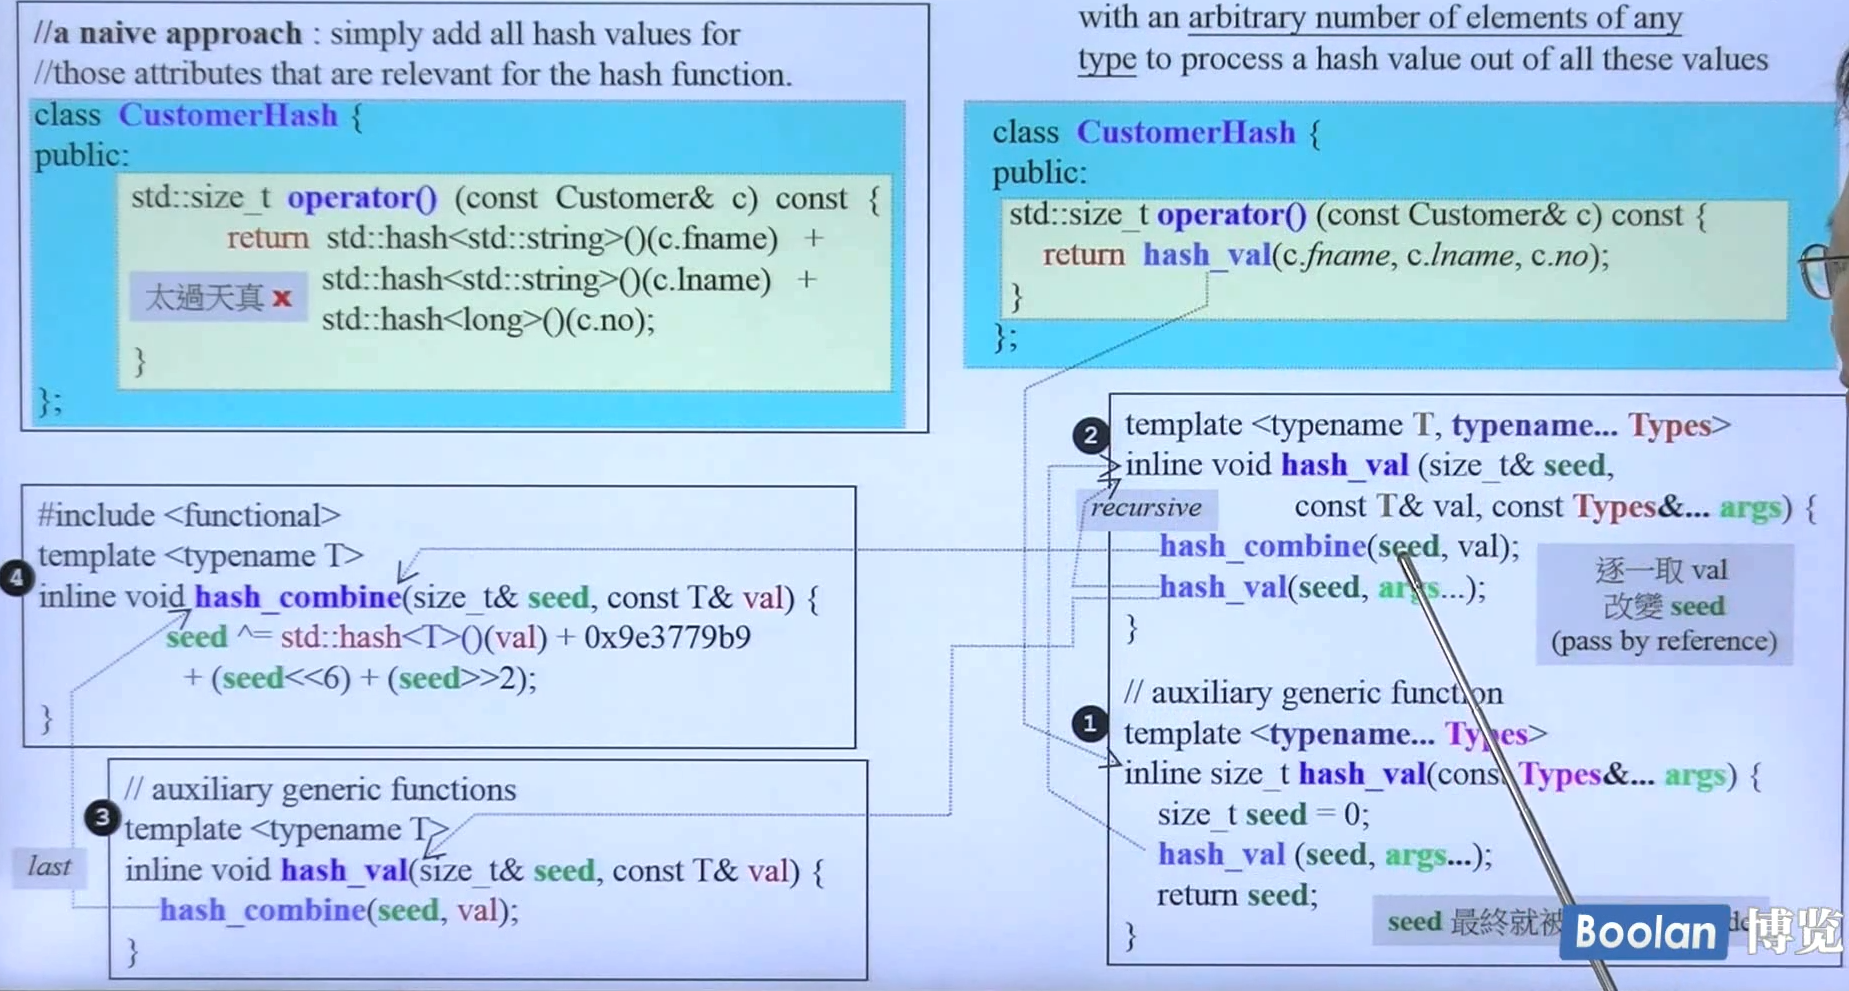 //a naive approach : simply add all hash values for
//those attributes that are relevant for the hash function.
class CustomerHash {
public:
std::size_t operator() (const Customer& c) const {
return std::hash<std::string>()(c.fname) +
std::hash<std::string>()(c.lname) +
太過天真 x
std::hash<long>()(c.no);
}
};
with an arbitrary number of elements of any
type to process a hash value out of all these values
class CustomerHash {
public:
std::size_t operator() (const Customer& c) const {
return hash_val(c.fname, c.lname, c.no);
}
};
2
template <typename T, typename... Types>
inline void hash_val (size_t& seed,
recursive
const T& val, const Types&... args) {
hash_combine(seed, val);
hash_val(seed, args...);
}
逐一取 val
改變 seed
(pass by reference)
// auxiliary generic function
1
template <typename... Types>
inline size_t hash_val(const Types&... args) {
size_t seed = 0;
hash_val (seed, args...);
return seed;
}
seed 最終就被
4
#include <functional>
template <typename T>
inline void hash_combine(size_t& seed, const T& val) {
seed ^= std::hash<T>()(val) + 0x9e3779b9
+ (seed<<6) + (seed>>2);
}
3
// auxiliary generic functions
template <typename T>
inline void hash_val(size_t& seed, const T& val) {
last
hash_combine(seed, val);
}
Boolan 博览